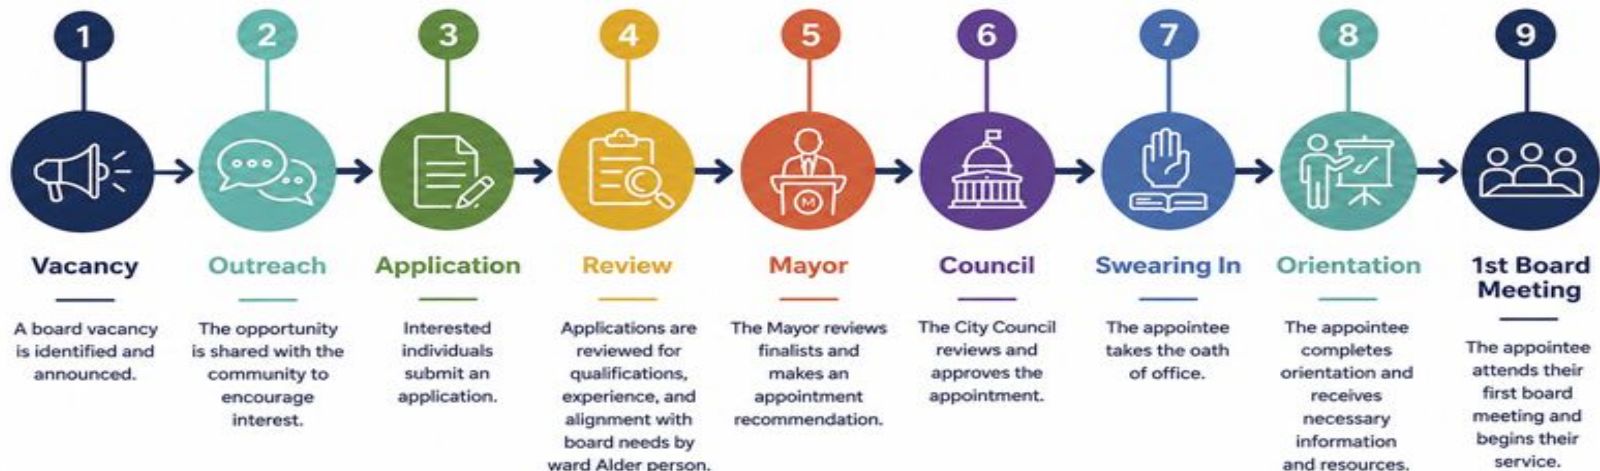 1
2
3
4
5
6
7
8
9
M
Vacancy
A board vacancy
is identified and
announced.
Outreach
The opportunity
is shared with the
community to
encourage
interest.
Application
Interested
individuals
submit an
application.
Review
Applications are
reviewed for
qualifications,
experience, and
alignment with
board needs by
ward Alder person.
Mayor
The Mayor reviews
finalists and
makes an
appointment
recommendation.
Council
The City Council
reviews and
approves the
appointment.
Swearing In
The appointee
takes the oath
of office.
Orientation
The appointee
completes
orientation and
receives
necessary
information
and resources.
1st Board
Meeting
The appointee
attends their
first board
meeting and
begins their
service.